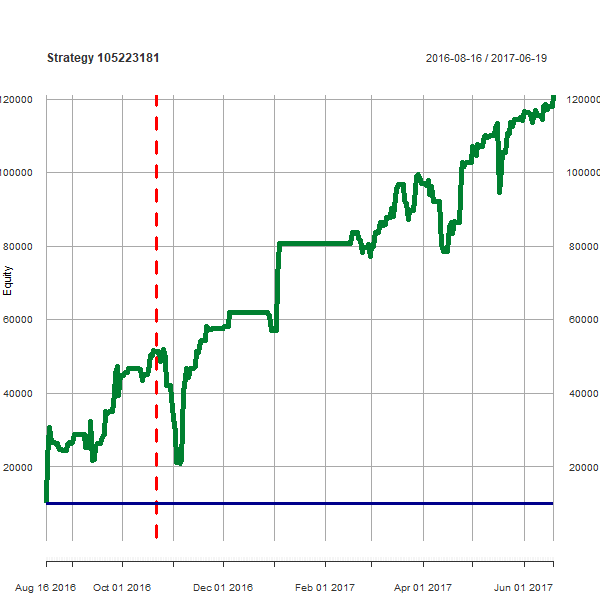 Strategy 105223181 2016-08-16 / 2017-06-19
120000 120000
100000 100000
80000 80000
Equity
60000 60000
40000 40000
20000 20000
Aug 16 2016 Oct 01 2016 Dec 01 2016 Feb 01 2017 Apr 01 2017 Jun 01 2017